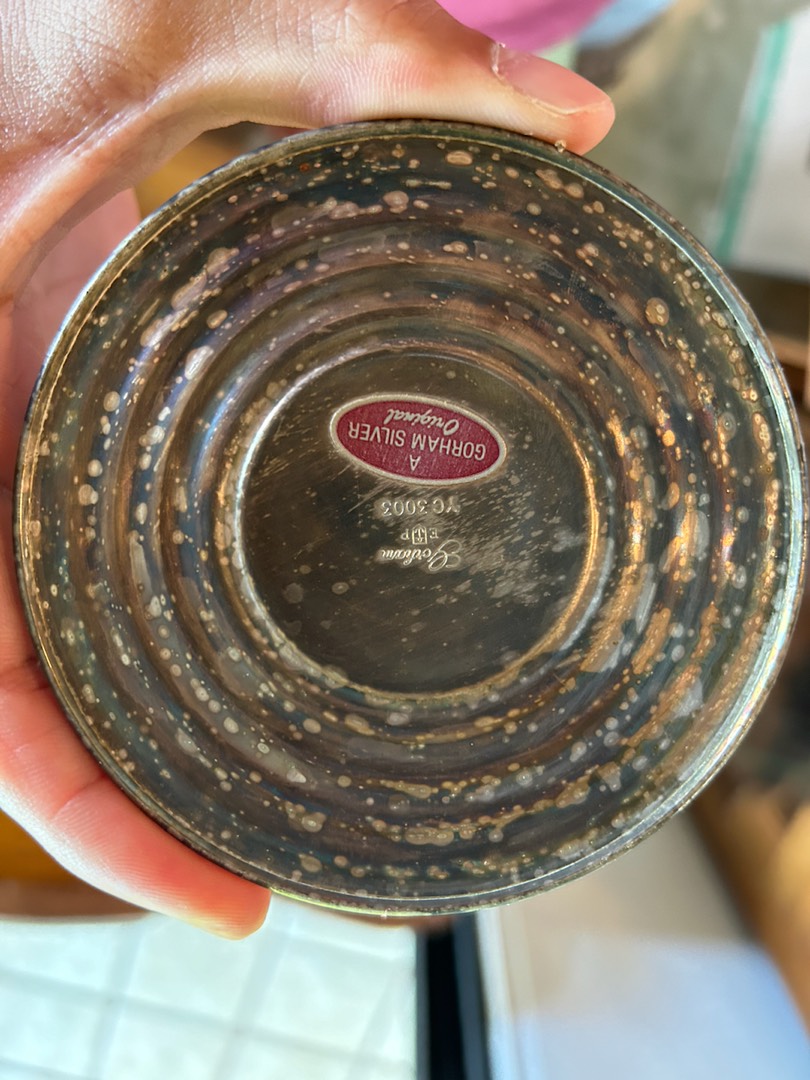 Gorham
E P
YC 3003
A
GORHAM SILVER
Original